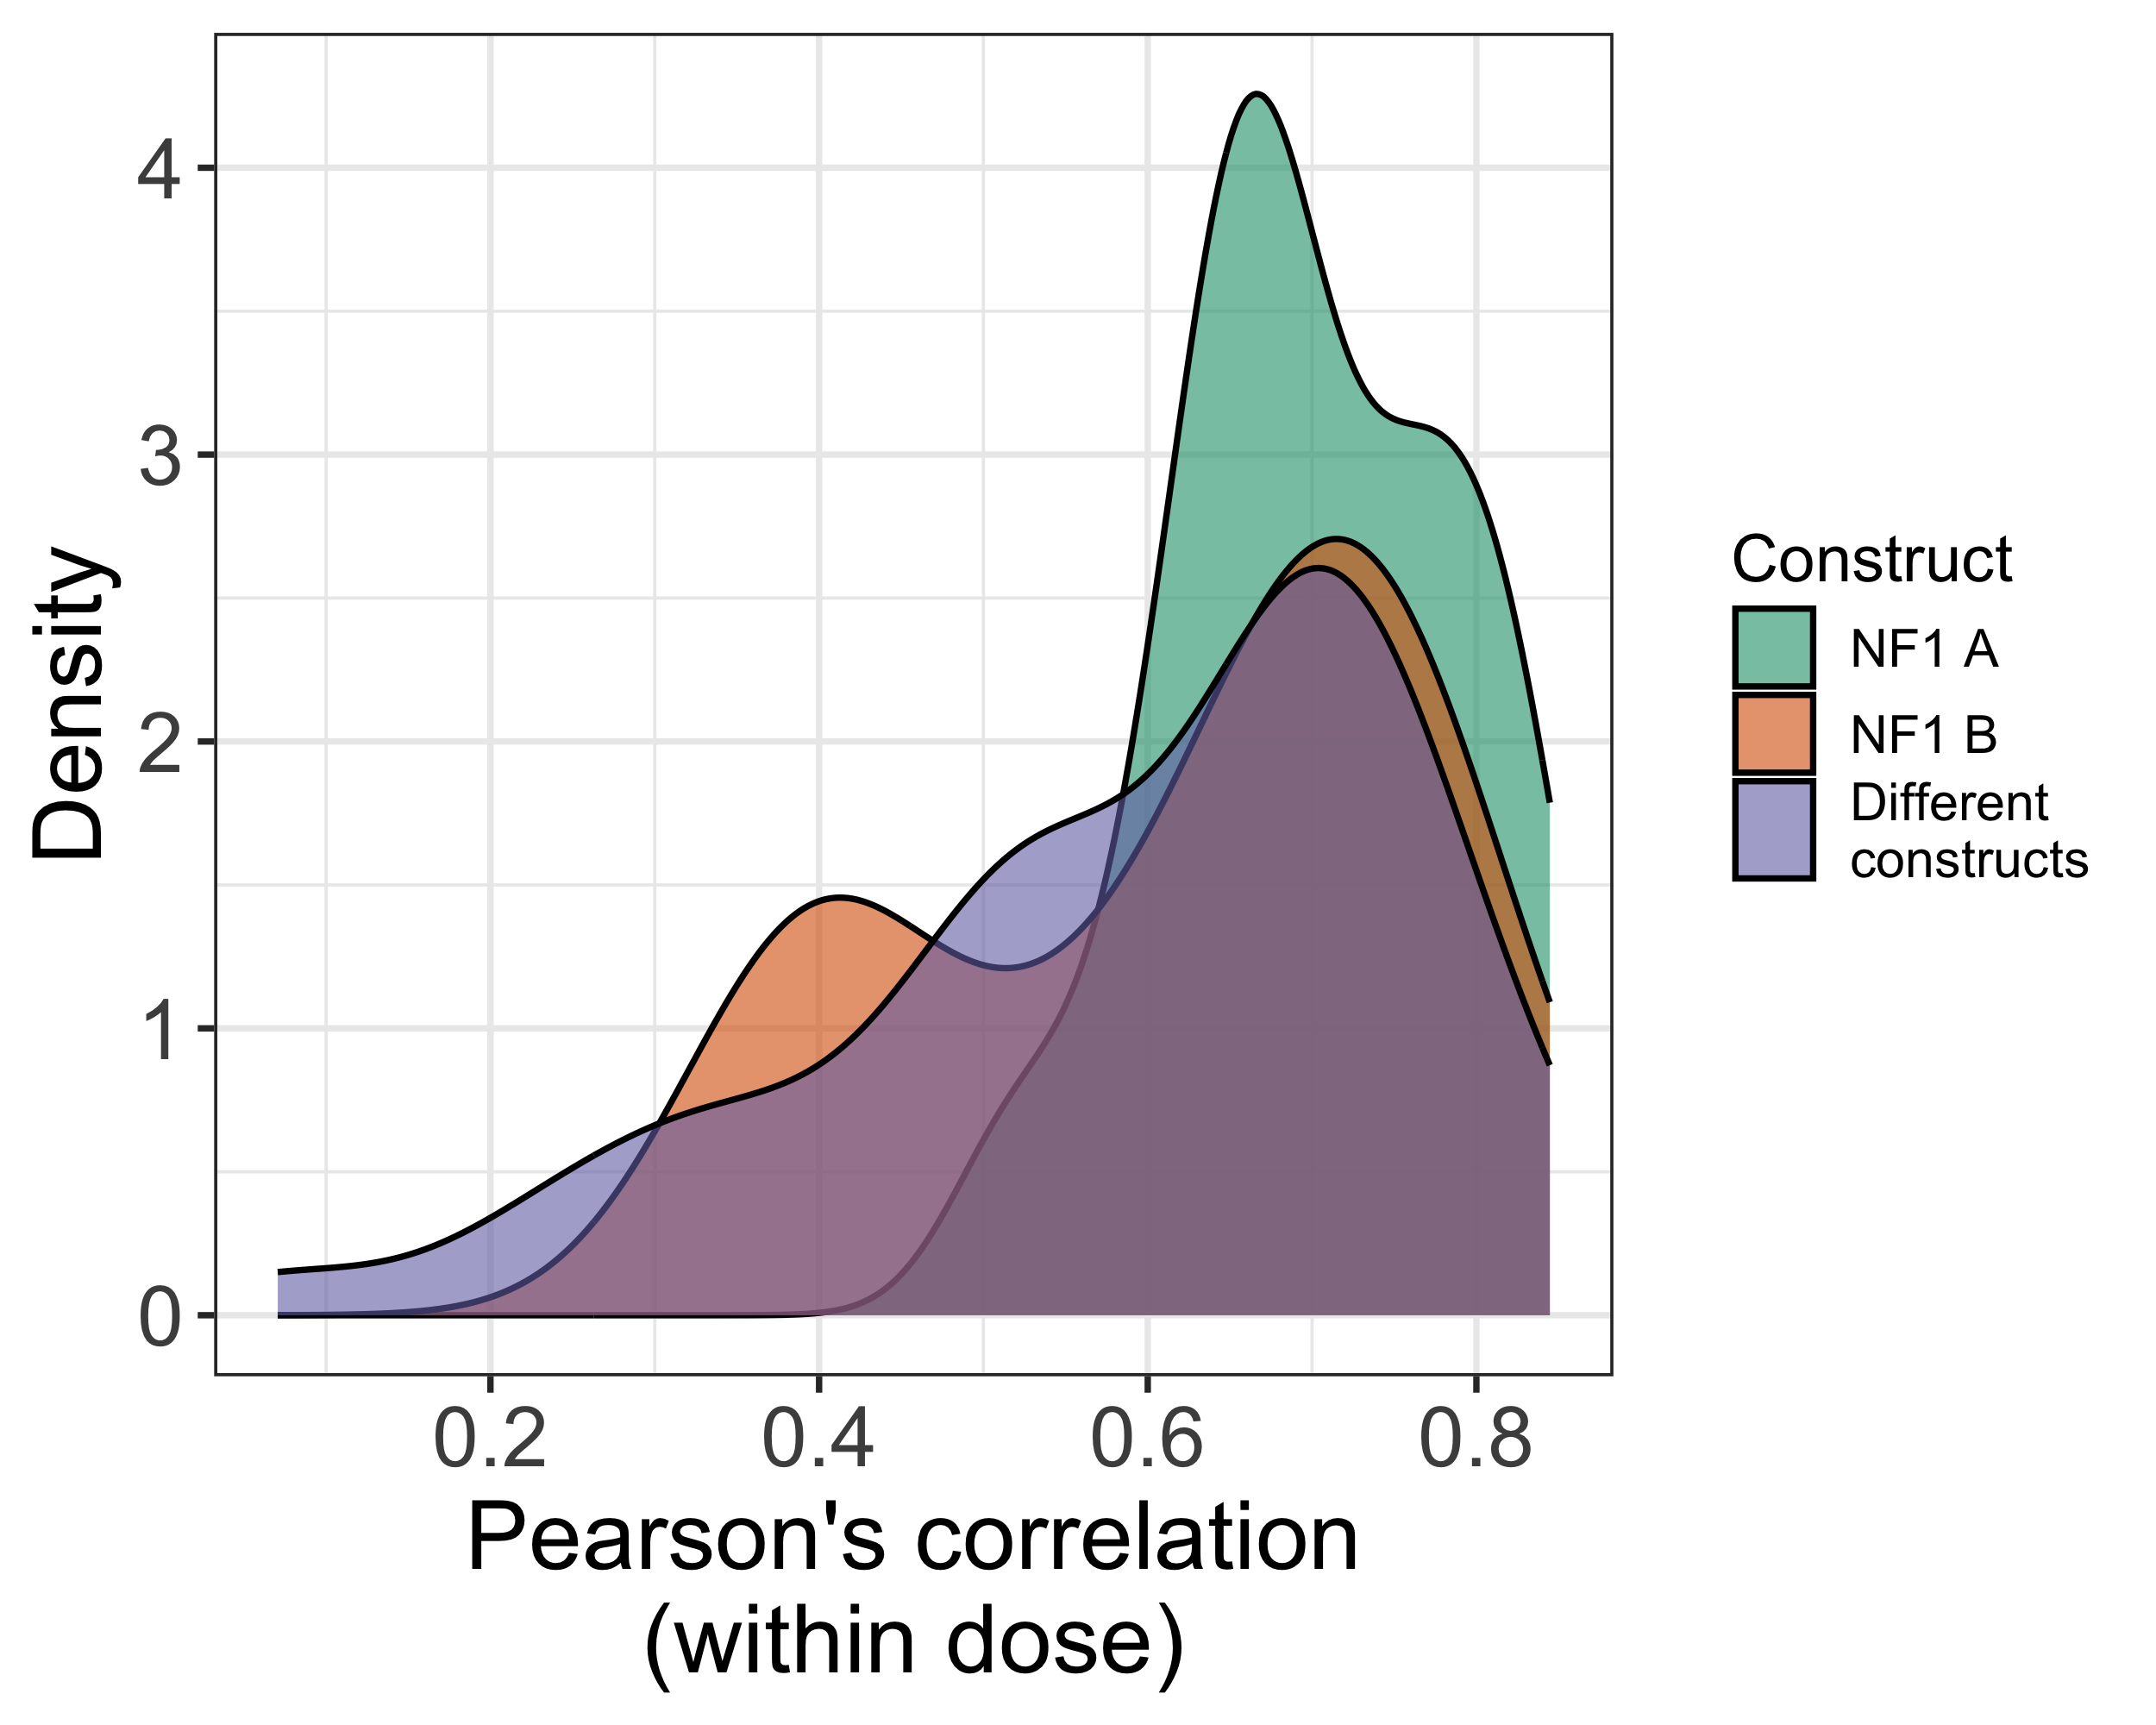 Density
4
3
2
1
0
0.2 0.4 0.6 0.8
Pearson's correlation
(within dose)
Construct
NF1 A
NF1 B
Different
constructs